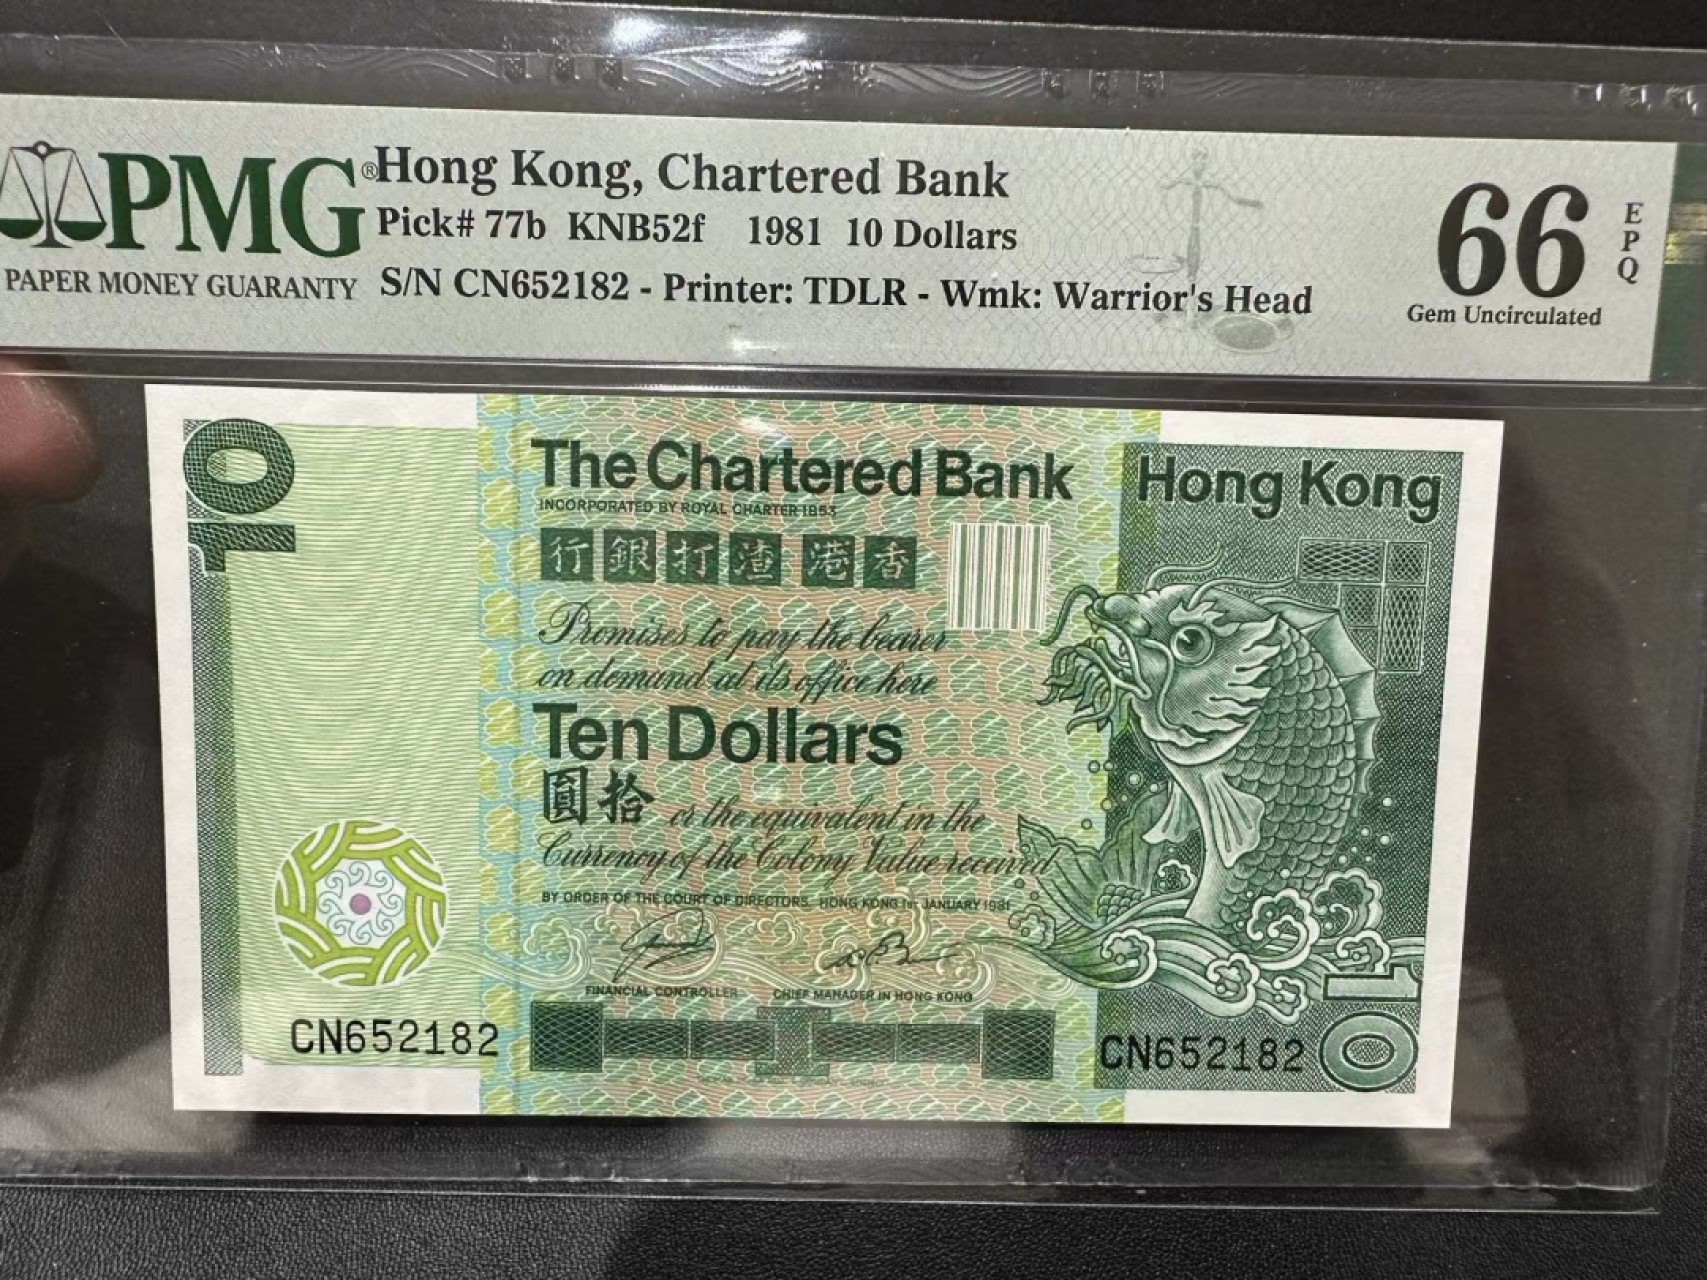 PMG®
PAPER MONEY GUARANTY
Hong Kong, Chartered Bank
Pick# 77b KNB52f 1981 10 Dollars
S/N CN652182 - Printer: TDLR - Wmk: Warrior's Head
66
EPQ
Gem Uncirculated
10
The Chartered Bank
Hong Kong
INCORPORATED BY ROYAL CHARTER 1853
行銀打渣港香
Promises to pay the bearer
on demand at its office here
Ten Dollars
圓拾
or the equivalent in the
Currency of the Colony Value received
BY ORDER OF THE COURT OF DIRECTORS, HONG KONG 1ST JANUARY 1981
FINANCIAL CONTROLLER
CHIEF MANAGER IN HONG KONG
CN652182
CN652182
10